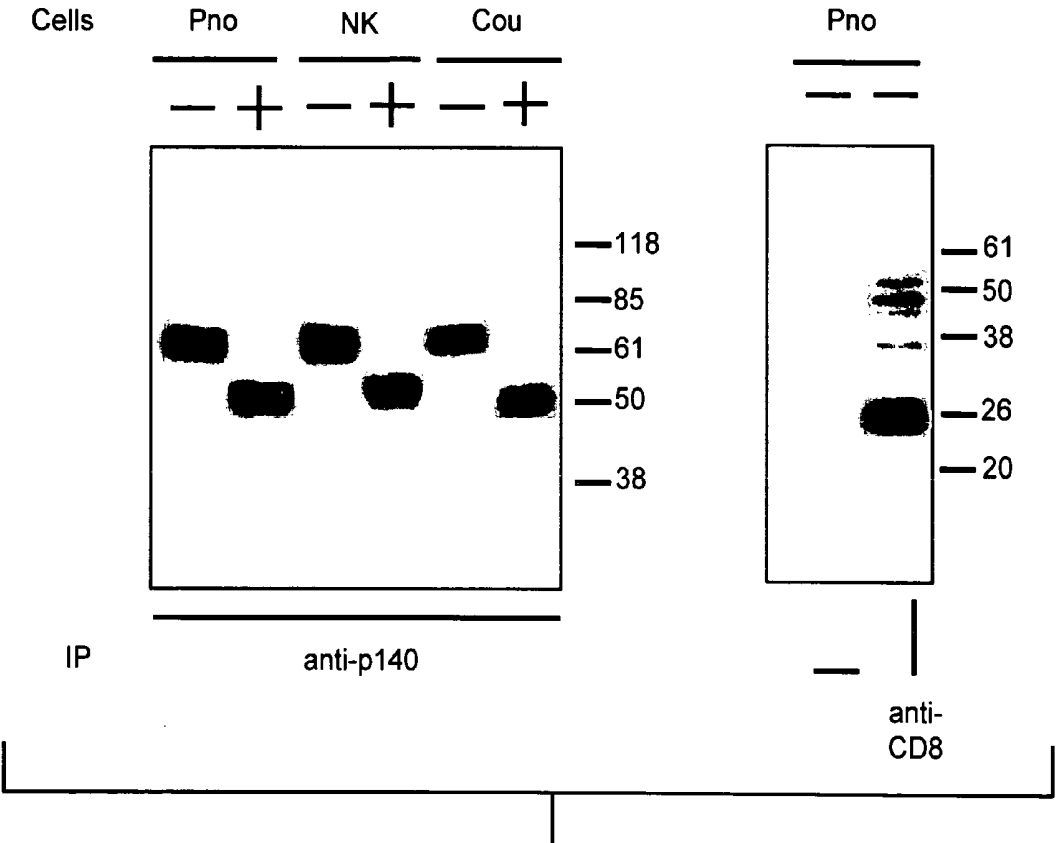 Cells Pno NK Cou Pno
− + − + − + − −
118
85
61
50
38
61
50
38
26
20
IP anti-p140 −
anti-
CD8